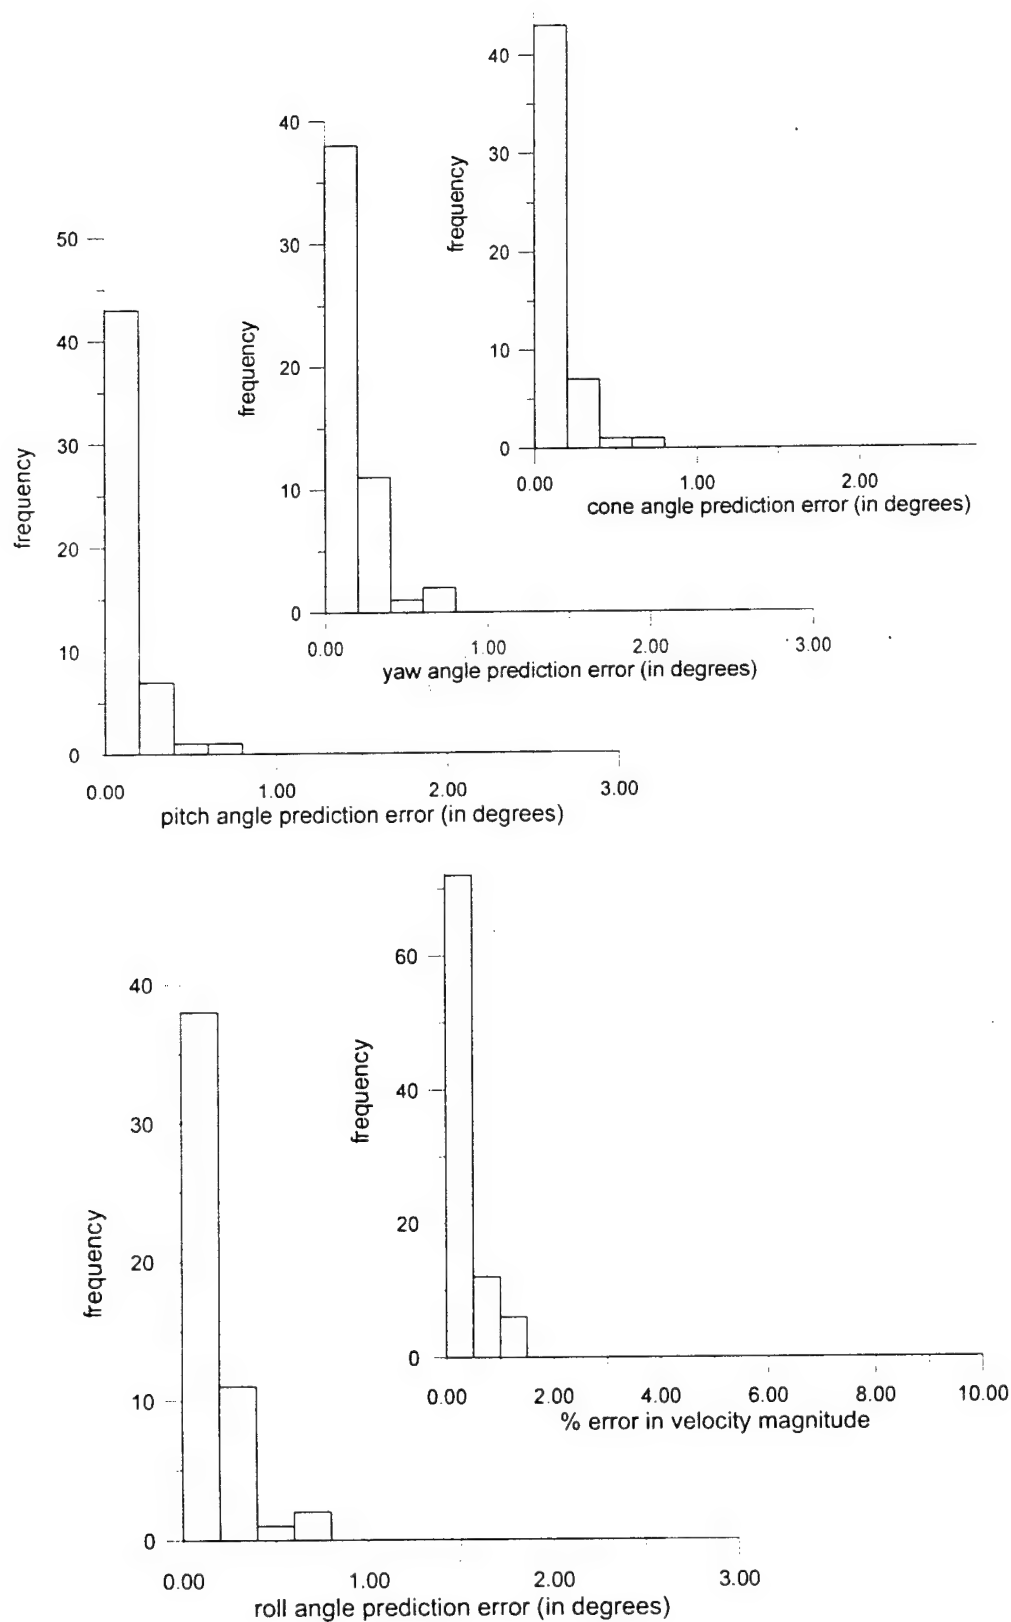 40
30
20
10
0
frequency
0.00 1.00 2.00
cone angle prediction error (in degrees)
40
30
20
10
0
frequency
0.00 1.00 2.00 3.00
yaw angle prediction error (in degrees)
50
40
30
20
10
0
frequency
0.00 1.00 2.00 3.00
pitch angle prediction error (in degrees)
60
40
20
0
frequency
0.00 2.00 4.00 6.00 8.00 10.00
% error in velocity magnitude
40
30
20
10
0
frequency
0.00 1.00 2.00 3.00
roll angle prediction error (in degrees)